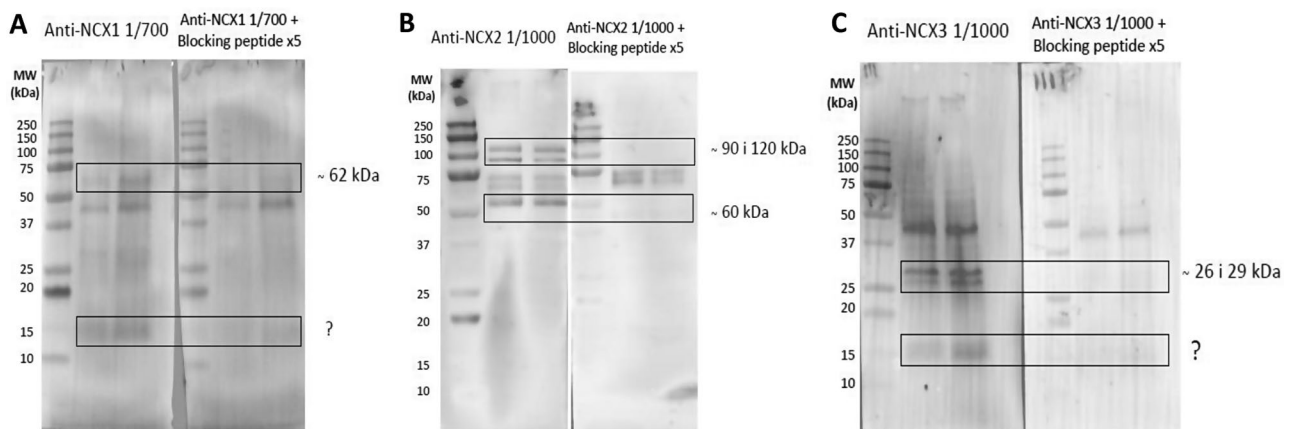 A
Anti-NCX1 1/700
Anti-NCX1 1/700 +
Blocking peptide x5
MW
(kDa)
250
150
100
75
50
37
25
20
15
10
~ 62 kDa
?
B
Anti-NCX2 1/1000
Anti-NCX2 1/1000 +
Blocking peptide x5
MW
(kDa)
250
150
100
75
50
37
25
20
15
10
~ 90 i 120 kDa
~ 60 kDa
C
Anti-NCX3 1/1000
Anti-NCX3 1/1000 +
Blocking peptide x5
MW
(kDa)
250
150
100
75
50
37
25
20
15
10
~ 26 i 29 kDa
?